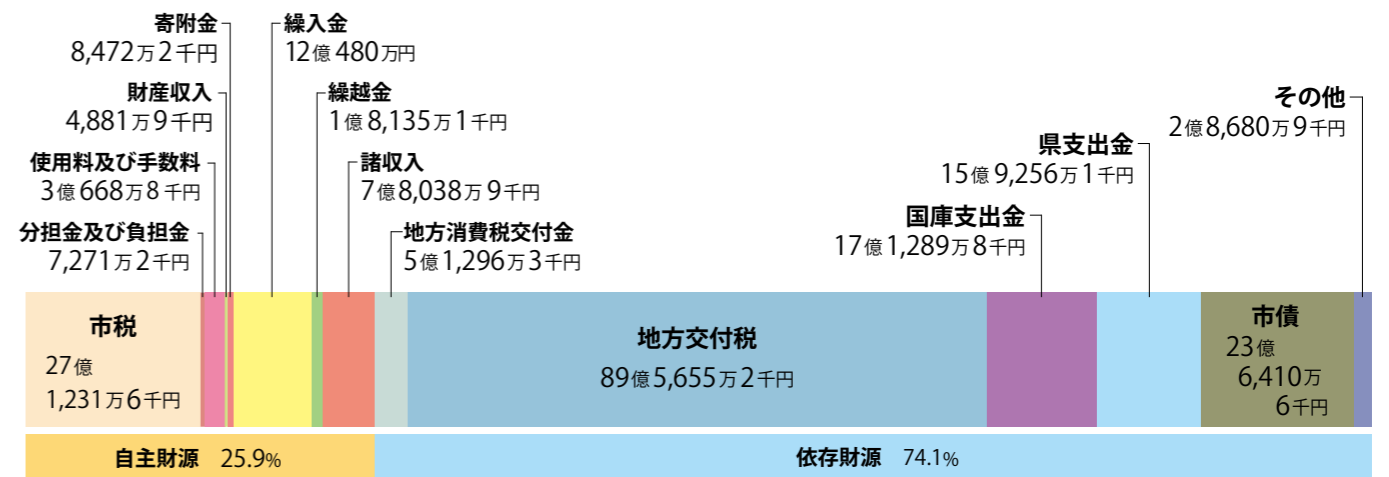 寄附金
8,472万2千円
繰入金
12億480万円
財産収入
4,881万9千円
繰越金
1億8,135万1千円
その他
2億8,680万9千円
使用料及び手数料
3億668万8千円
諸収入
7億8,038万9千円
県支出金
15億9,256万1千円
分担金及び負担金
7,271万2千円
地方消費税交付金
5億1,296万3千円
国庫支出金
17億1,289万8千円
市税
27億
1,231万6千円
地方交付税
89億5,655万2千円
市債
23億
6,410万
6千円
自主財源 25.9%
依存財源 74.1%